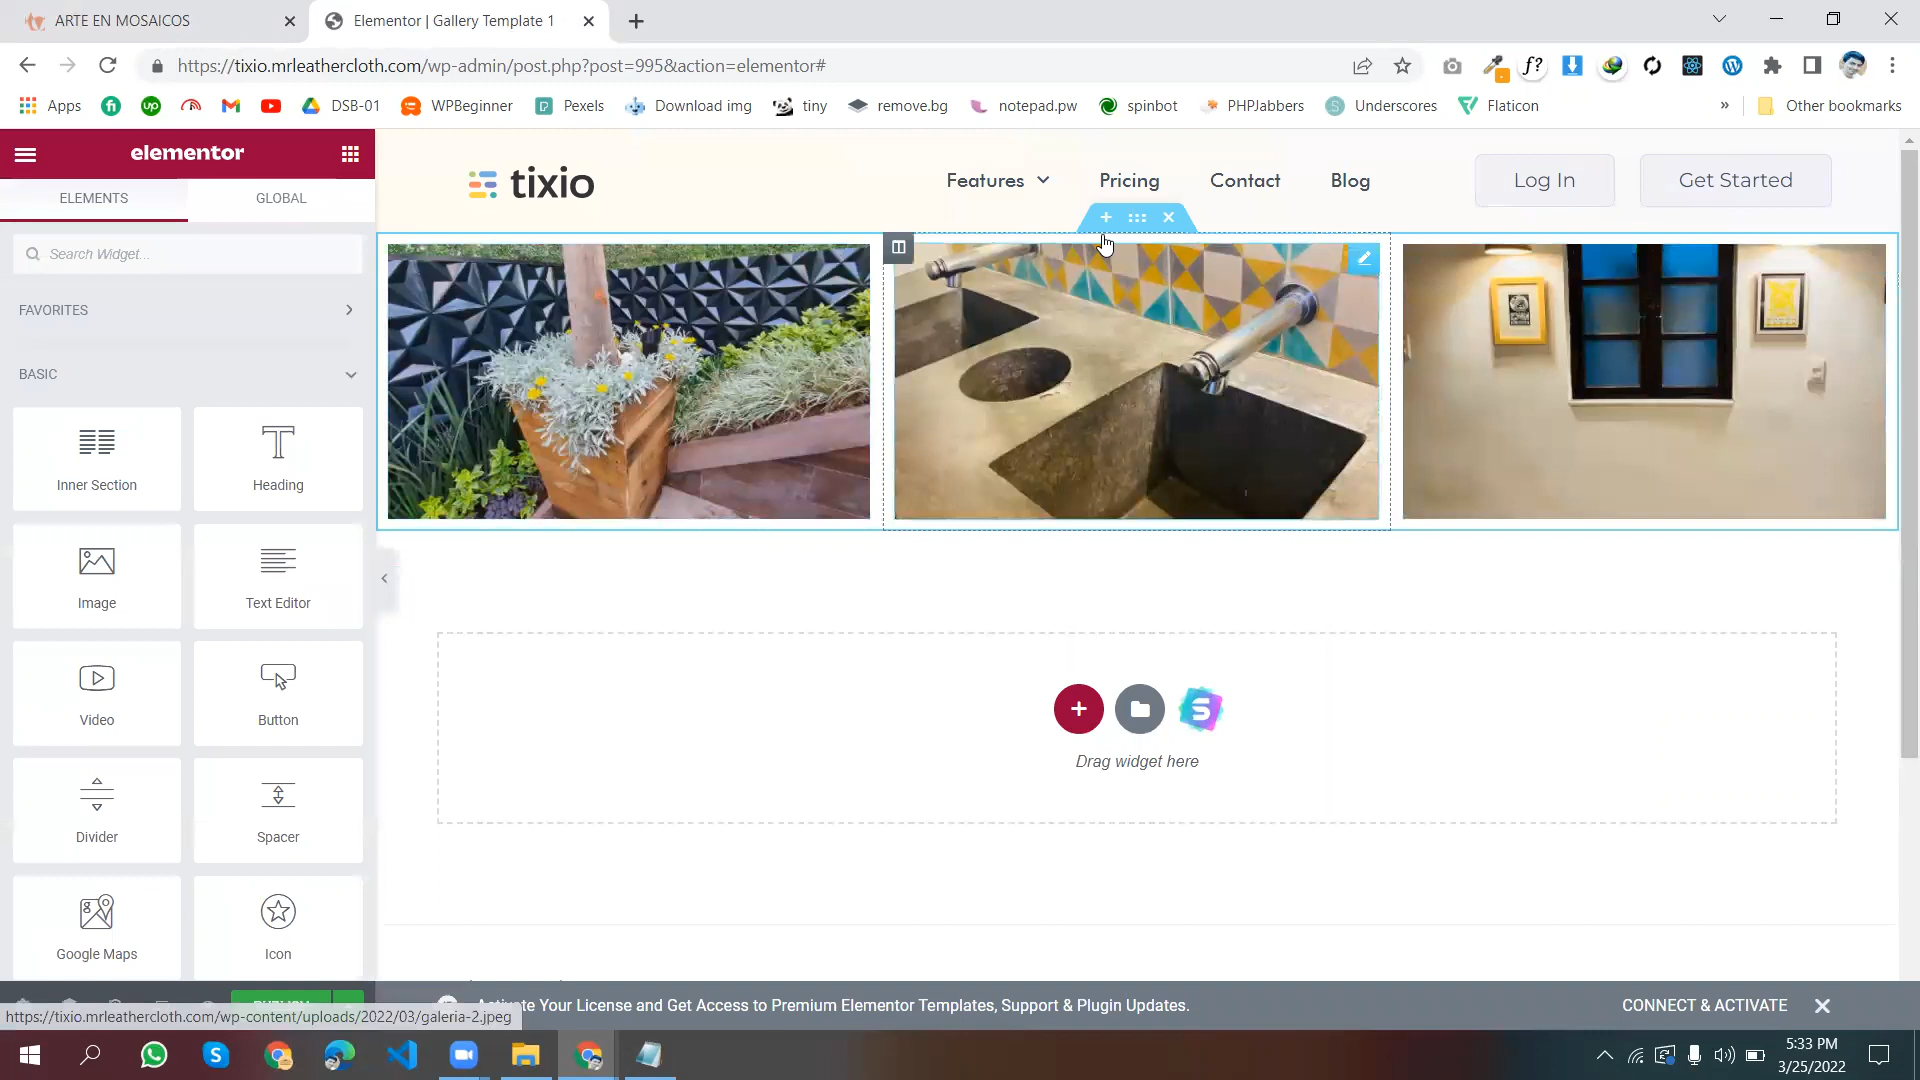 ARTE EN MOSAICOS
Elementor | Gallery Template 1
https://tixio.mrleathercloth.com/wp-admin/post.php?post=995&action=elementor#
f?
Apps
DSB-01
WPBeginner
Pexels
Download img
tiny
remove.bg
notepad.pw
spinbot
PHPJabbers
Underscores
Flaticon
»
Other bookmarks
elementor
ELEMENTS
GLOBAL
Search Widget...
FAVORITES
BASIC
Inner Section
Heading
Image
Text Editor
Video
Button
Divider
Spacer
Google Maps
Icon
tixio
Features
Pricing
Contact
Blog
Log In
Get Started
Drag widget here
Activate Your License and Get Access to Premium Elementor Templates, Support & Plugin Updates.
CONNECT & ACTIVATE
https://tixio.mrleathercloth.com/wp-content/uploads/2022/03/galeria-2.jpeg
5:33 PM
3/25/2022